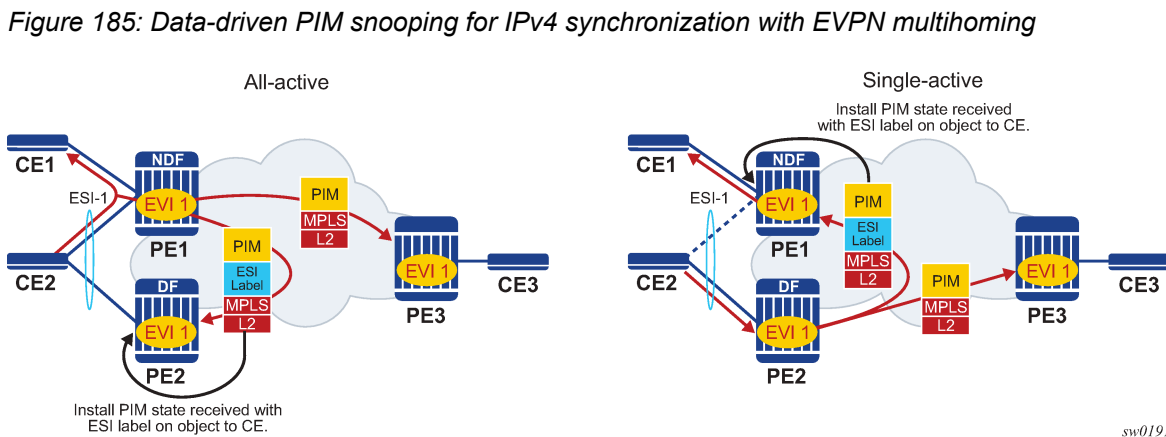 Figure 185: Data-driven PIM snooping for IPv4 synchronization with EVPN multihoming
All-active
CE1
NDF
EVI 1
PE1
ESI-1
PIM
MPLS
L2
PIM
ESI
Label
MPLS
L2
CE2
DF
EVI 1
PE2
EVI 1
PE3
CE3
Install PIM state received with
ESI label on object to CE.
Single-active
Install PIM state received
with ESI label on object to CE.
CE1
NDF
EVI 1
PE1
ESI-1
PIM
ESI
Label
MPLS
L2
PIM
MPLS
L2
CE2
DF
EVI 1
PE2
EVI 1
PE3
CE3